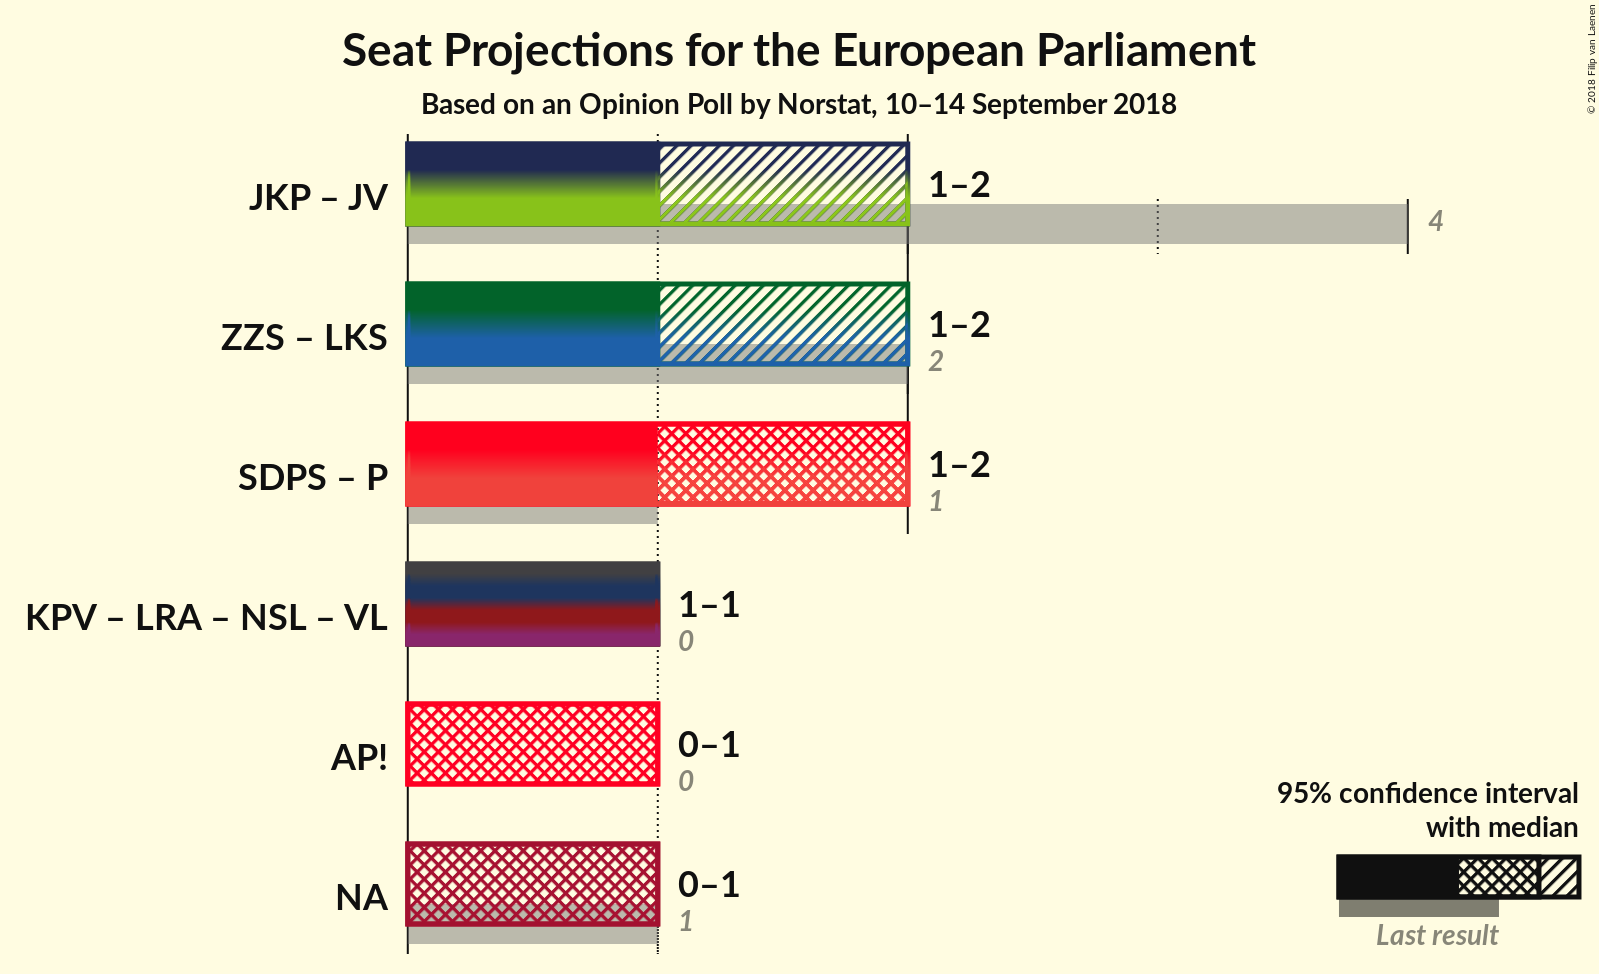 Seat Projections for the European Parliament
Based on an Opinion Poll by Norstat, 10–14 September 2018
© 2018 Filip van Laenen
JKP – JV
1–2
4
ZZS – LKS
1–2
2
SDPS – P
1–2
1
KPV – LRA – NSL – VL
1–1
0
AP!
0–1
0
NA
0–1
1
95% confidence interval
with median
Last result